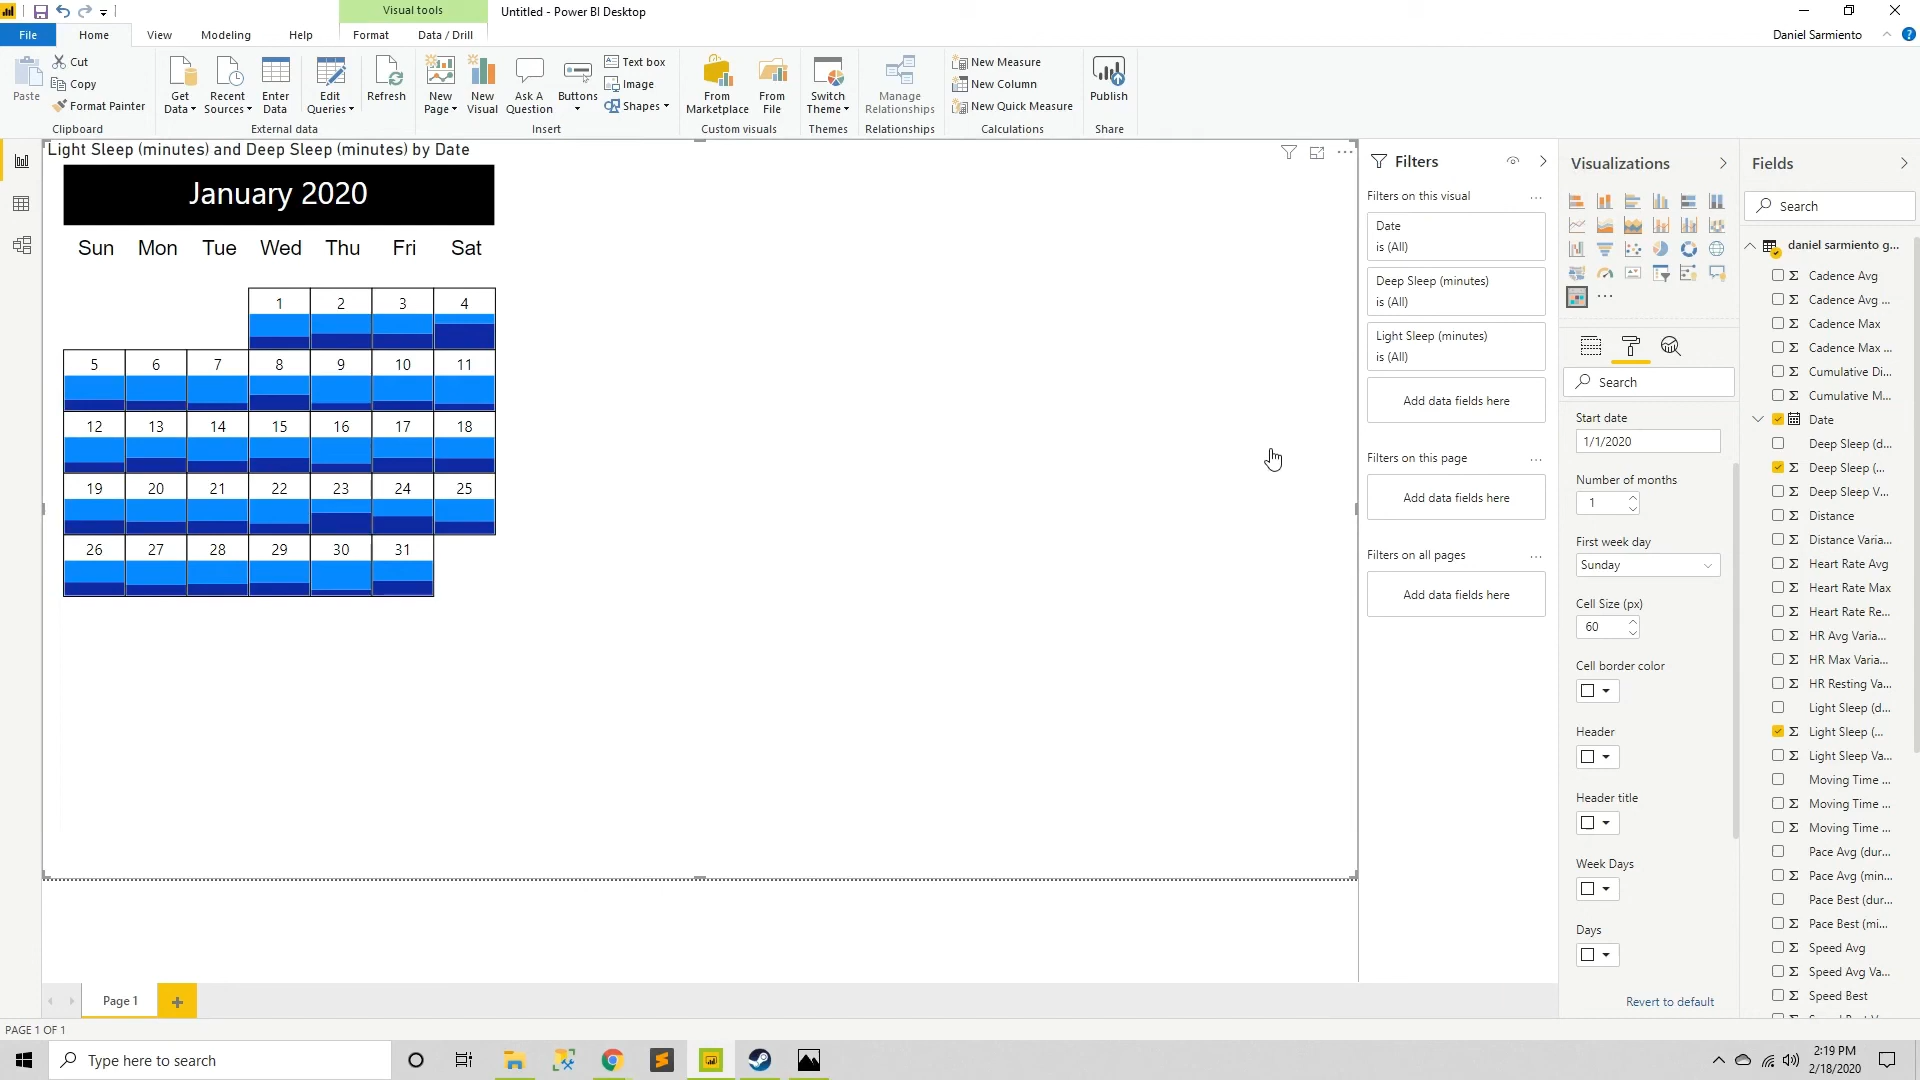 Visual tools
Untitled - Power BI Desktop
File
Home
View
Modeling
Help
Format
Data / Drill
Daniel Sarmiento
Paste
Cut
Copy
Format Painter
Clipboard
Get Data
Recent Sources
Enter Data
External data
Edit Queries
Refresh
New Page
New Visual
Ask A Question
Buttons
Text box
Image
Shapes
Insert
From Marketplace
From File
Custom visuals
Switch Theme
Themes
Manage Relationships
Relationships
New Measure
New Column
New Quick Measure
Calculations
Publish
Share
Light Sleep (minutes) and Deep Sleep (minutes) by Date
January 2020
Sun Mon Tue Wed Thu Fri Sat
1 2 3 4
5 6 7 8 9 10 11
12 13 14 15 16 17 18
19 20 21 22 23 24 25
26 27 28 29 30 31
Filters
Filters on this visual ...
Date
is (All)
Deep Sleep (minutes)
is (All)
Light Sleep (minutes)
is (All)
Add data fields here
Filters on this page ...
Add data fields here
Filters on all pages ...
Add data fields here
Visualizations
Search
Start date
1/1/2020
Number of months
1
First week day
Sunday
Cell Size (px)
60
Cell border color
Header
Header title
Week Days
Days
Revert to default
Fields
Search
daniel sarmiento g...
Cadence Avg
Cadence Avg ...
Cadence Max
Cadence Max ...
Cumulative Di...
Cumulative M...
Date
Deep Sleep (d...
Deep Sleep (...
Deep Sleep V...
Distance
Distance Varia...
Heart Rate Avg
Heart Rate Max
Heart Rate Re...
HR Avg Varia...
HR Max Varia...
HR Resting Va...
Light Sleep (d...
Light Sleep (...
Light Sleep Va...
Moving Time ...
Moving Time ...
Moving Time ...
Pace Avg (dur...
Pace Avg (min...
Pace Best (dur...
Pace Best (mi...
Speed Avg
Speed Avg Va...
Speed Best
Page 1
PAGE 1 OF 1
Type here to search
2:19 PM
2/18/2020